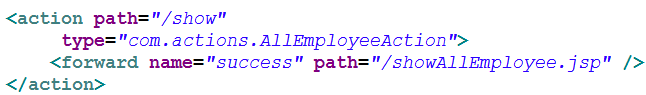 <action path="/show"
type="com.actions.AllEmployeeAction">
<forward name="success" path="/showAllEmployee.jsp" />
</action>